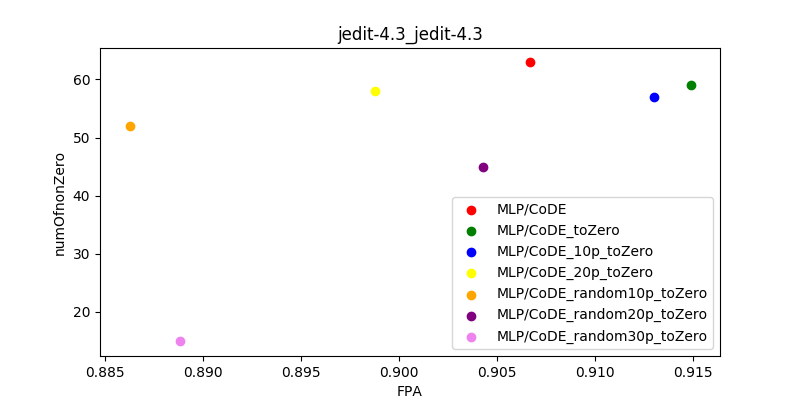 jedit-4.3_jedit-4.3
numOfnonZero
60
50
40
30
20
MLP/CoDE
MLP/CoDE_toZero
MLP/CoDE_10p_toZero
MLP/CoDE_20p_toZero
MLP/CoDE_random10p_toZero
MLP/CoDE_random20p_toZero
MLP/CoDE_random30p_toZero
0.885 0.890 0.895 0.900 0.905 0.910 0.915
FPA